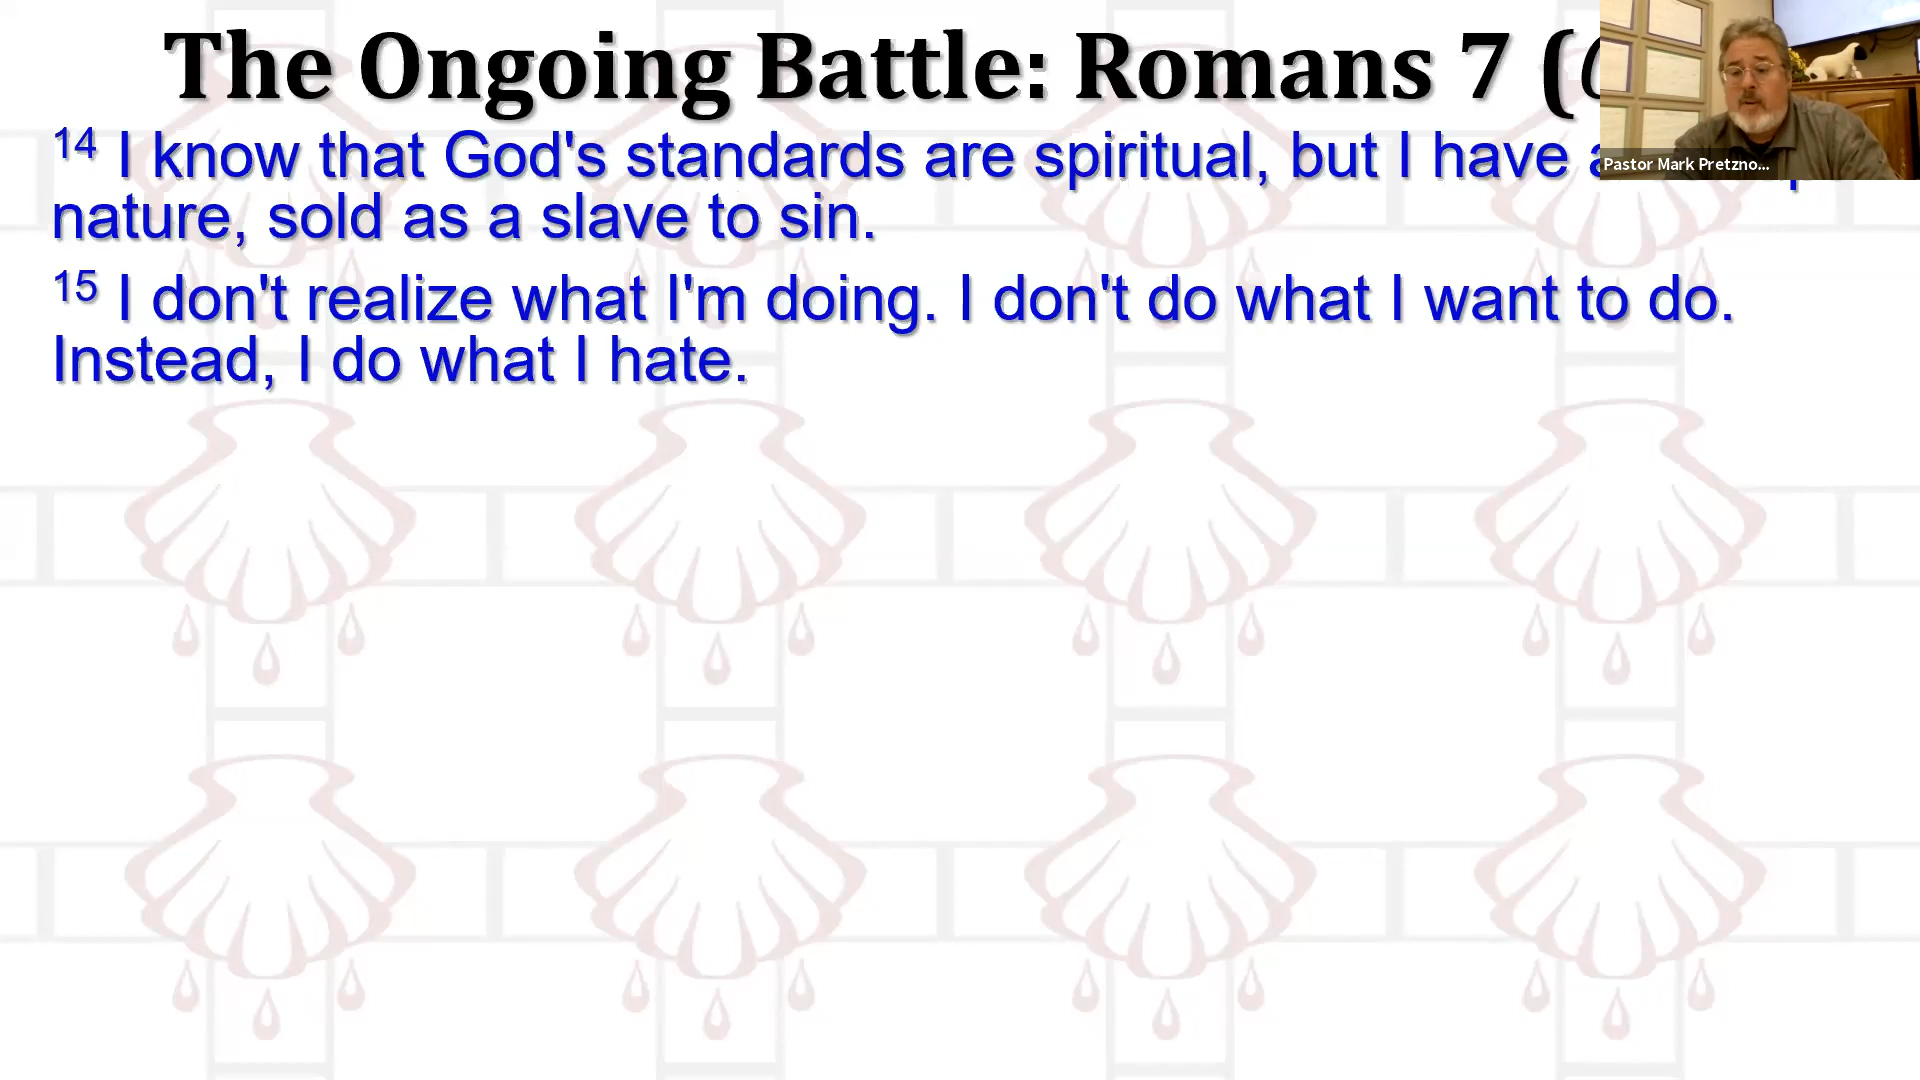 The Ongoing Battle: Romans 7 (
14 I know that God's standards are spiritual, but I have
nature, sold as a slave to sin.
15 I don't realize what I'm doing. I don't do what I want to do.
Instead, I do what I hate.
Pastor Mark Pretzno...